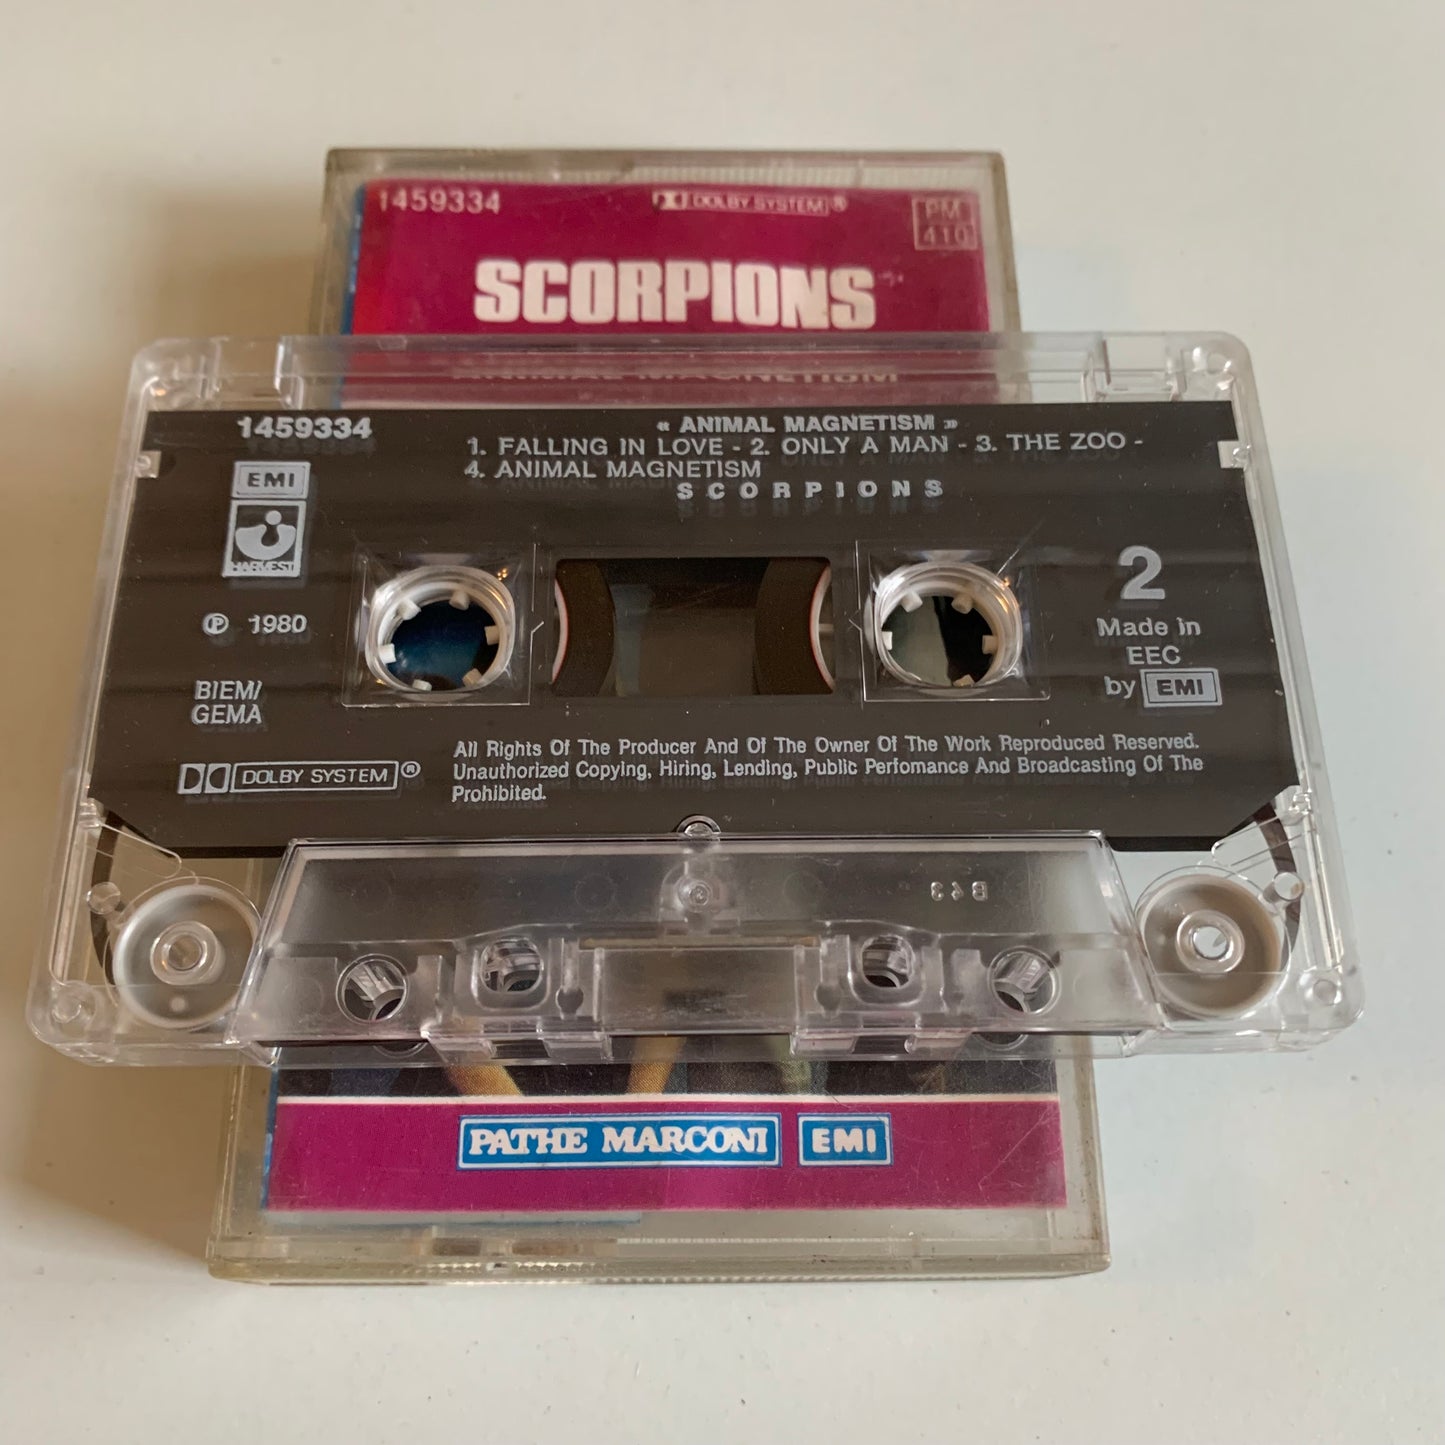 1459334 DOLBY SYSTEM® PM
410
SCORPIONS
ANIMAL MAGNETISM
1459334 « ANIMAL MAGNETISM »
1. FALLING IN LOVE - 2. ONLY A MAN - 3. THE ZOO -
4. ANIMAL MAGNETISM
SCORPIONS
EMI
HARVEST
℗ 1980
BIEM/
GEMA
2
Made in
EEC
by EMI
DOLBY SYSTEM®
All Rights Of The Producer And Of The Owner Of The Work Reproduced Reserved.
Unauthorized Copying, Hiring, Lending, Public Perfomance And Broadcasting Of The
Prohibited.
B43
PATHE MARCONI EMI